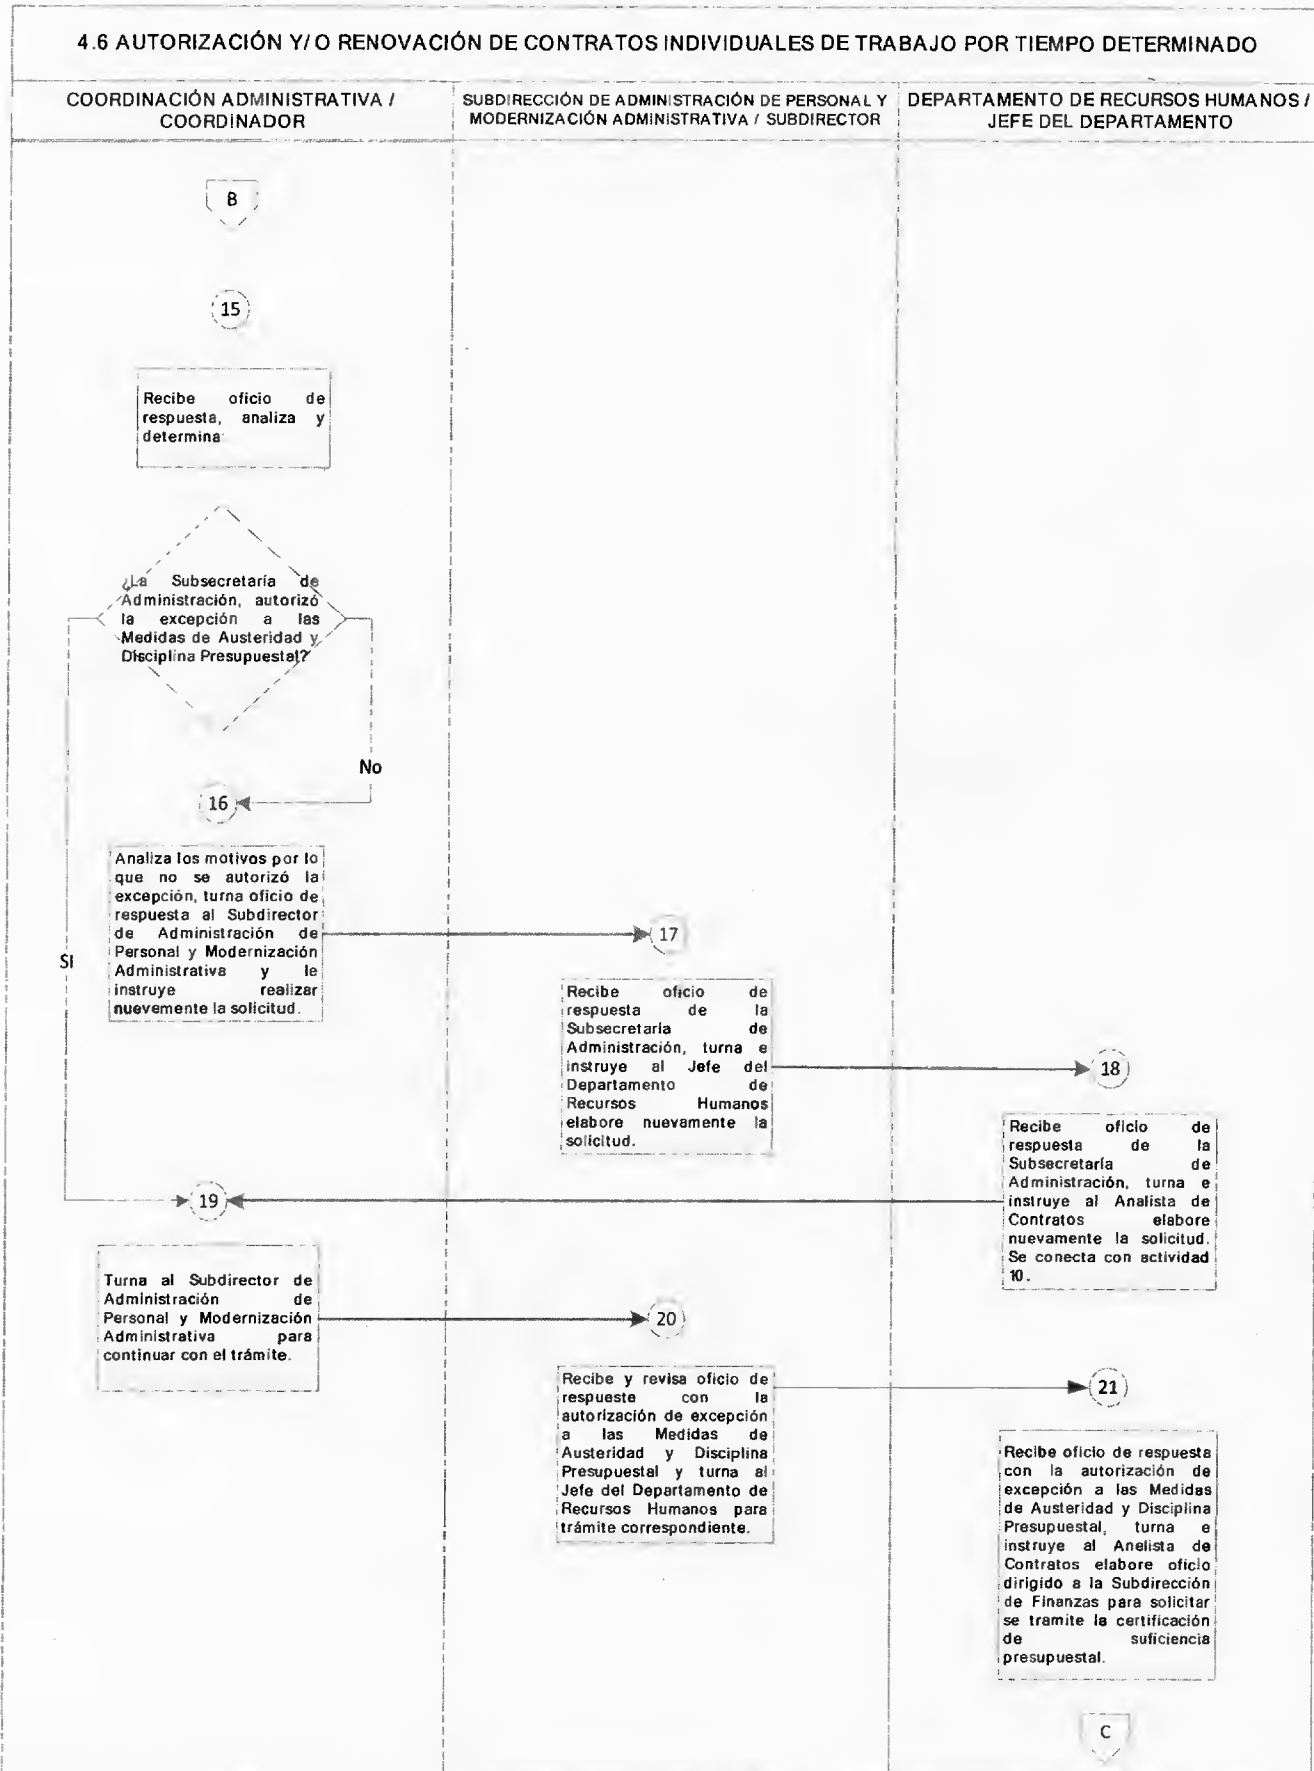 4.6 AUTORIZACIÓN Y/O RENOVACIÓN DE CONTRATOS INDIVIDUALES DE TRABAJO POR TIEMPO DETERMINADO
COORDINACIÓN ADMINISTRATIVA /
COORDINADOR
SUBDIRECCIÓN DE ADMINISTRACIÓN DE PERSONAL Y
MODERNIZACIÓN ADMINISTRATIVA / SUBDIRECTOR
DEPARTAMENTO DE RECURSOS HUMANOS /
JEFE DEL DEPARTAMENTO
B
15
Recibe oficio de
respuesta, analiza y
determina
¿La Subsecretaría de
Administración, autorizó
la excepción a las
Medidas de Austeridad y
Disciplina Presupuestal?
No
16
Analiza los motivos por lo
que no se autorizó la
excepción, turna oficio de
respuesta al Subdirector
de Administración de
Personal y Modernización
Administrativa y le
instruye realizar
nuevemente la solicitud.
SI
17
Recibe oficio de
respuesta de la
Subsecretaría de
Administración, turna e
instruye al Jefe del
Departamento de
Recursos Humanos
elabore nuevamente la
solicitud.
18
Recibe oficio de
respuesta de la
Subsecretaría de
Administración, turna e
instruye al Analista de
Contratos elabore
nuevamente la solicitud.
Se conecta con actividad
10.
19
Turna al Subdirector de
Administración de
Personal y Modernización
Administrativa para
continuar con el trámite.
20
Recibe y revisa oficio de
respueste con la
autorización de excepción
a las Medidas de
Austeridad y Disciplina
Presupuestal y turna al
Jefe del Departamento de
Recursos Humanos para
trámite correspondiente.
21
Recibe oficio de respuesta
con la autorización de
excepción a las Medidas
de Austeridad y Disciplina
Presupuestal, turna e
instruye al Anelista de
Contratos elabore oficio
dirigido a la Subdirección
de Finanzas para solicitar
se tramite la certificación
de suficiencia
presupuestal.
C